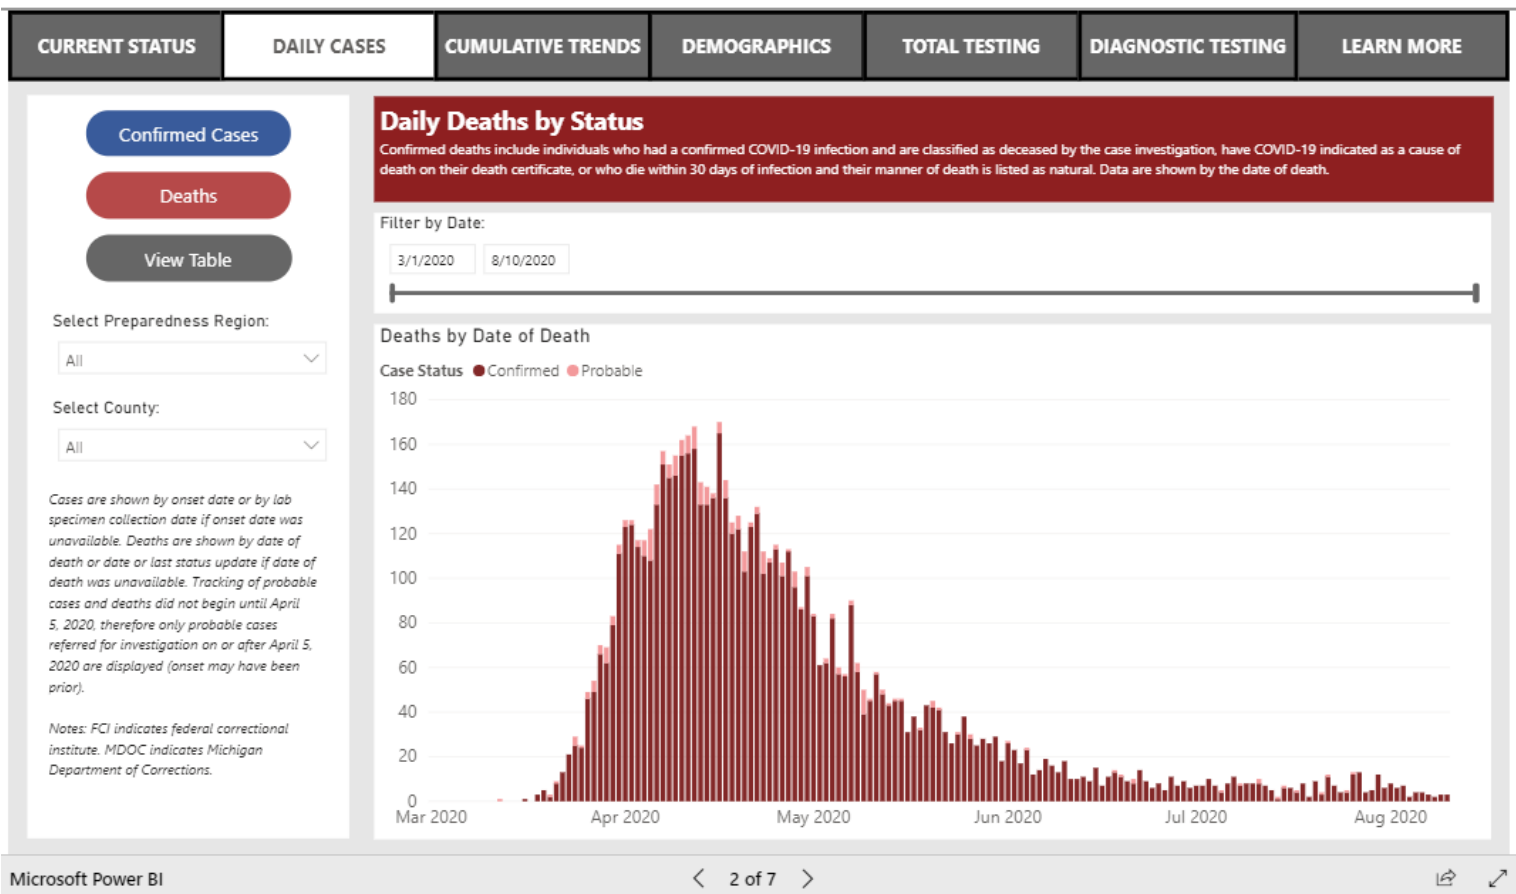 CURRENT STATUS
DAILY CASES
CUMULATIVE TRENDS
DEMOGRAPHICS
TOTAL TESTING
DIAGNOSTIC TESTING
LEARN MORE
Confirmed Cases
Deaths
View Table
Select Preparedness Region:
All
Select County:
All
Cases are shown by onset date or by lab
specimen collection date if onset date was
unavailable. Deaths are shown by date of
death or date or last status update if date of
death was unavailable. Tracking of probable
cases and deaths did not begin until April
5, 2020, therefore only probable cases
referred for investigation on or after April 5,
2020 are displayed (onset may have been
prior).
Notes: FCI indicates federal correctional
institute. MDOC indicates Michigan
Department of Corrections.
Daily Deaths by Status
Confirmed deaths include individuals who had a confirmed COVID-19 infection and are classified as deceased by the case investigation, have COVID-19 indicated as a cause of
death on their death certificate, or who die within 30 days of infection and their manner of death is listed as natural. Data are shown by the date of death.
Filter by Date:
3/1/2020
8/10/2020
Deaths by Date of Death
Case Status Confirmed Probable
180
160
140
120
100
80
60
40
20
0
Mar 2020
Apr 2020
May 2020
Jun 2020
Jul 2020
Aug 2020
Microsoft Power BI
2 of 7